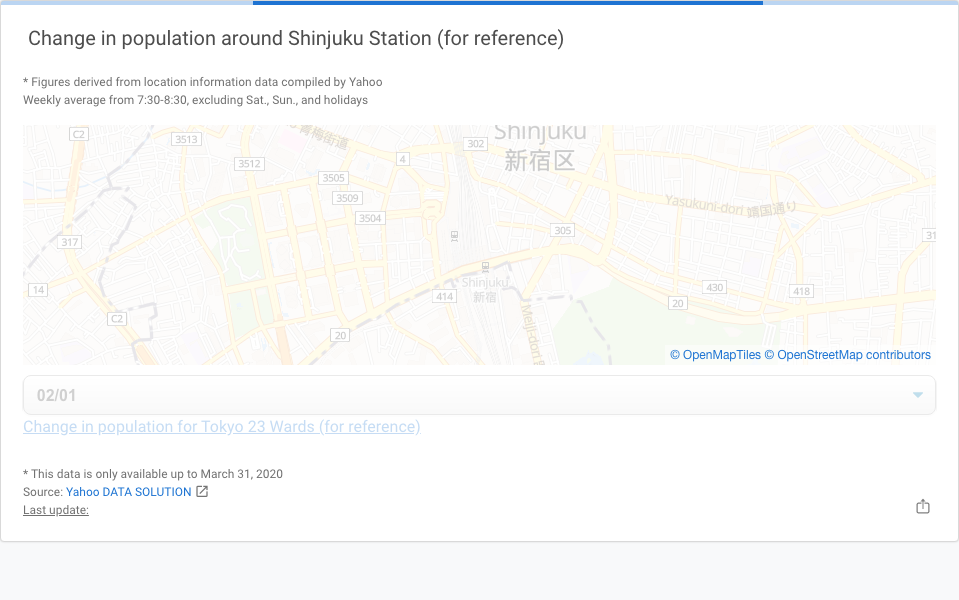 Change in population around Shinjuku Station (for reference)
* Figures derived from location information data compiled by Yahoo
Weekly average from 7:30-8:30, excluding Sat., Sun., and holidays
C2
3513
青梅街道
302
Shinjuku
新宿区
3512
4
3505
3509
3504
Yasukuni-dori 靖国通り
317
305
31
14
Shinjuku
新宿
414
430
418
20
C2
20
Meiji-dori
© OpenMapTiles © OpenStreetMap contributors
02/01
Change in population for Tokyo 23 Wards (for reference)
* This data is only available up to March 31, 2020
Source: Yahoo DATA SOLUTION
Last update: